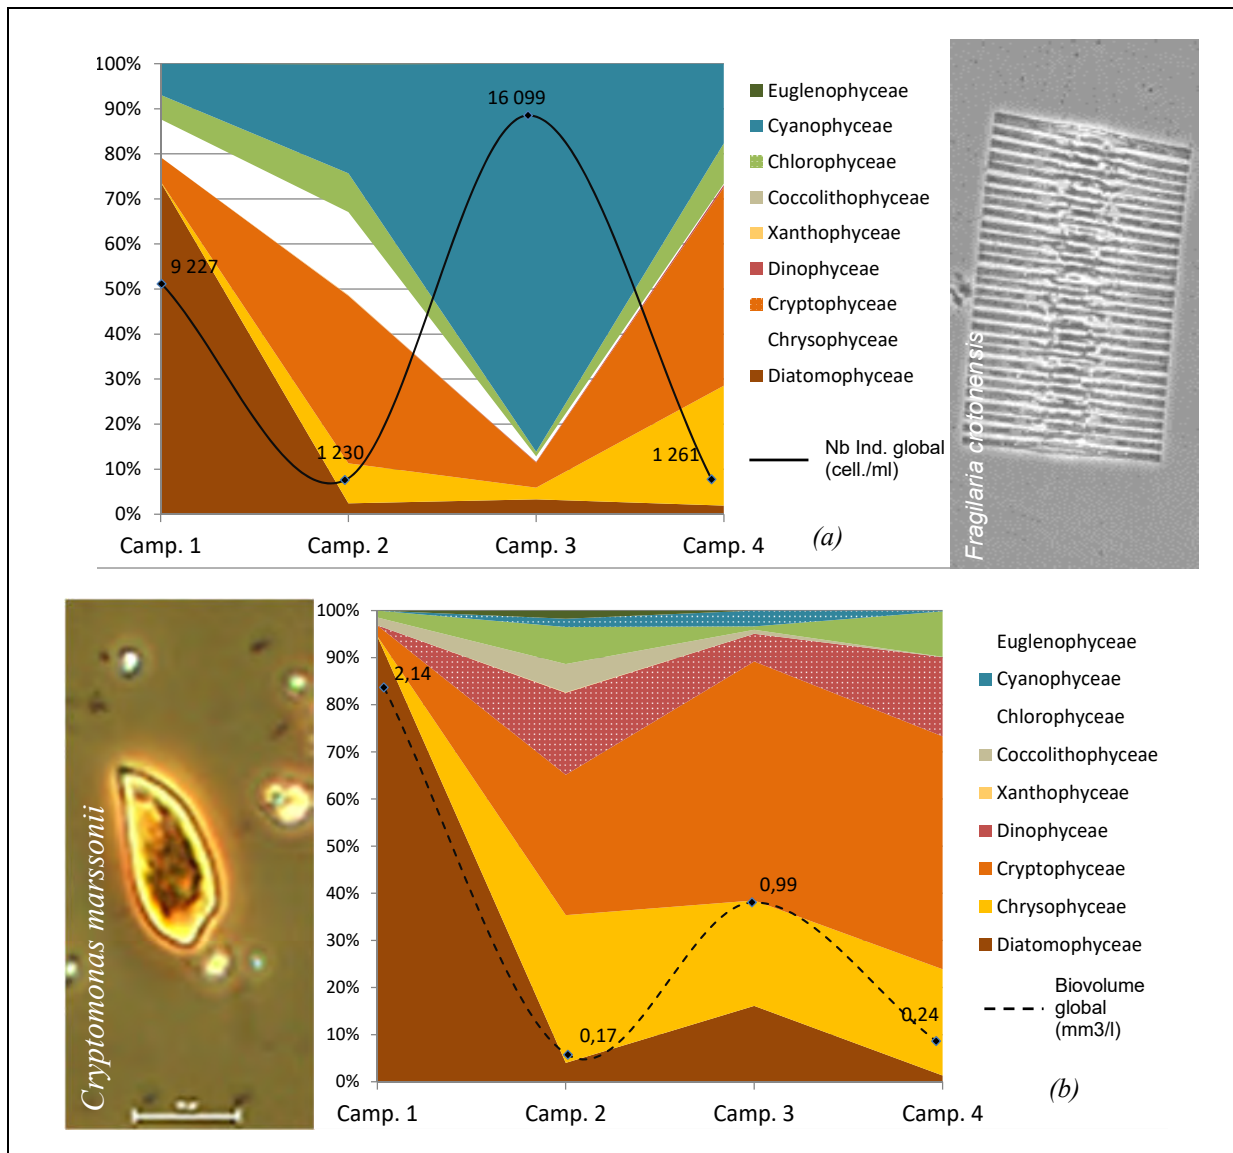 100%
90%
80%
70%
60%
50%
40%
30%
20%
10%
0%
9 227
1 230
16 099
1 261
Camp. 1
Camp. 2
Camp. 3
Camp. 4
Euglenophyceae
Cyanophyceae
Chlorophyceae
Coccolithophyceae
Xanthophyceae
Dinophyceae
Cryptophyceae
Chrysophyceae
Diatomophyceae
Nb Ind. global
(cell./ml)
(a)
Fragilaria crotonensis
Cryptomonas marssonii
100%
90%
80%
70%
60%
50%
40%
30%
20%
10%
0%
2,14
0,17
0,99
0,24
Camp. 1
Camp. 2
Camp. 3
Camp. 4
Euglenophyceae
Cyanophyceae
Chlorophyceae
Coccolithophyceae
Xanthophyceae
Dinophyceae
Cryptophyceae
Chrysophyceae
Diatomophyceae
Biovolume
global
(mm3/l)
(b)